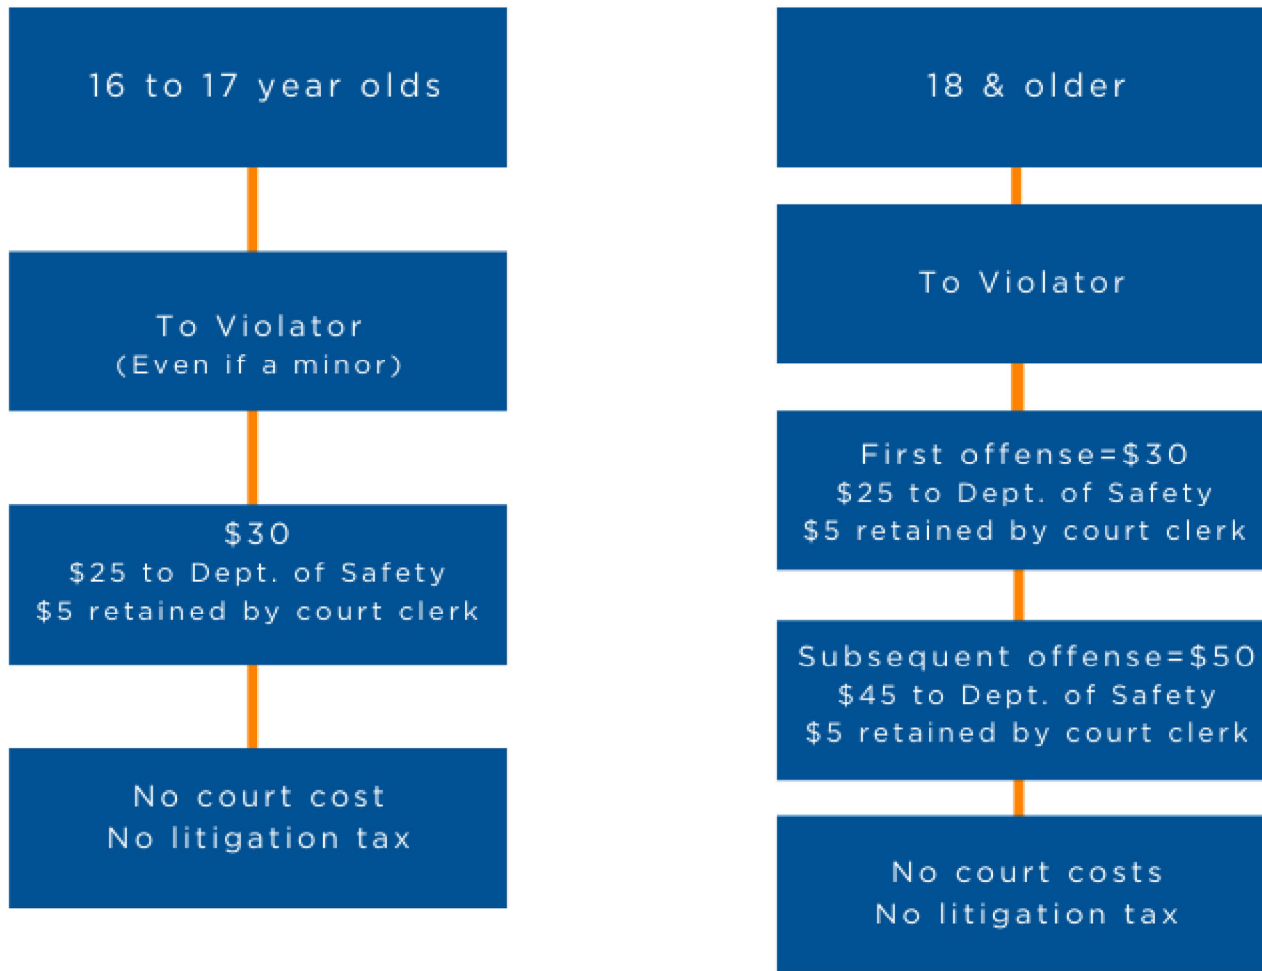 16 to 17 year olds
To Violator
(Even if a minor)
$30
$25 to Dept. of Safety
$5 retained by court clerk
No court cost
No litigation tax
18 & older
To Violator
First offense=$30
$25 to Dept. of Safety
$5 retained by court clerk
Subsequent offense=$50
$45 to Dept. of Safety
$5 retained by court clerk
No court costs
No litigation tax